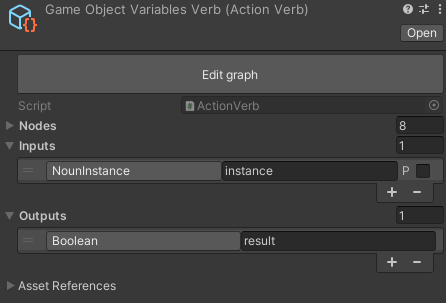 Game Object Variables Verb (Action Verb)
Open
Edit graph
Script ActionVerb
Nodes 8
Inputs 1
NounInstance instance P
+ −
Outputs 1
Boolean result
+ −
Asset References